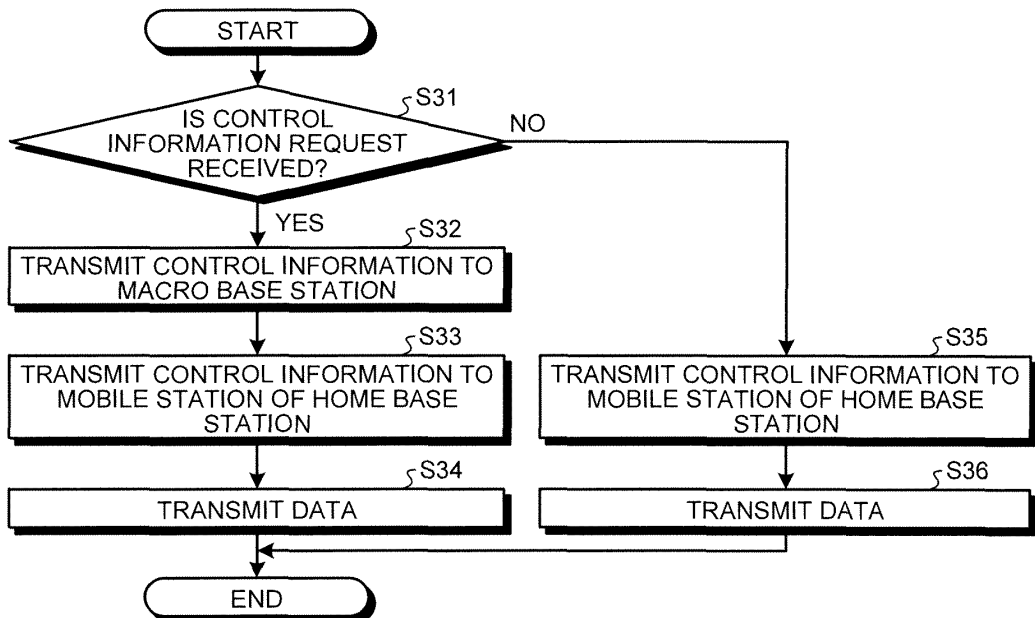 START
S31
IS CONTROL
INFORMATION REQUEST
RECEIVED?
NO
YES
S32
TRANSMIT CONTROL INFORMATION TO
MACRO BASE STATION
S33
TRANSMIT CONTROL INFORMATION TO
MOBILE STATION OF HOME BASE
STATION
S34
TRANSMIT DATA
S35
TRANSMIT CONTROL INFORMATION TO
MOBILE STATION OF HOME BASE
STATION
S36
TRANSMIT DATA
END